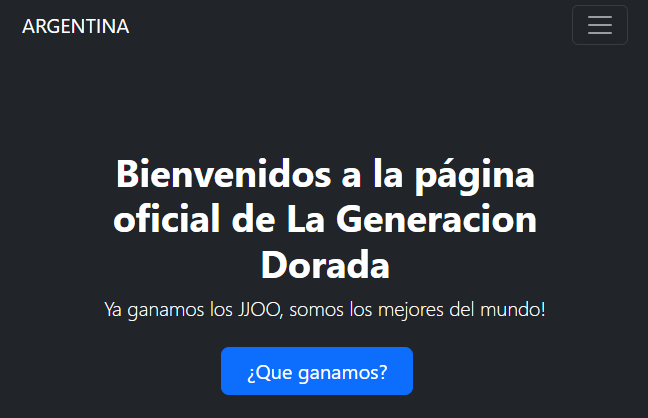 ARGENTINA
Bienvenidos a la página
oficial de La Generacion
Dorada
Ya ganamos los JJOO, somos los mejores del mundo!
¿Que ganamos?